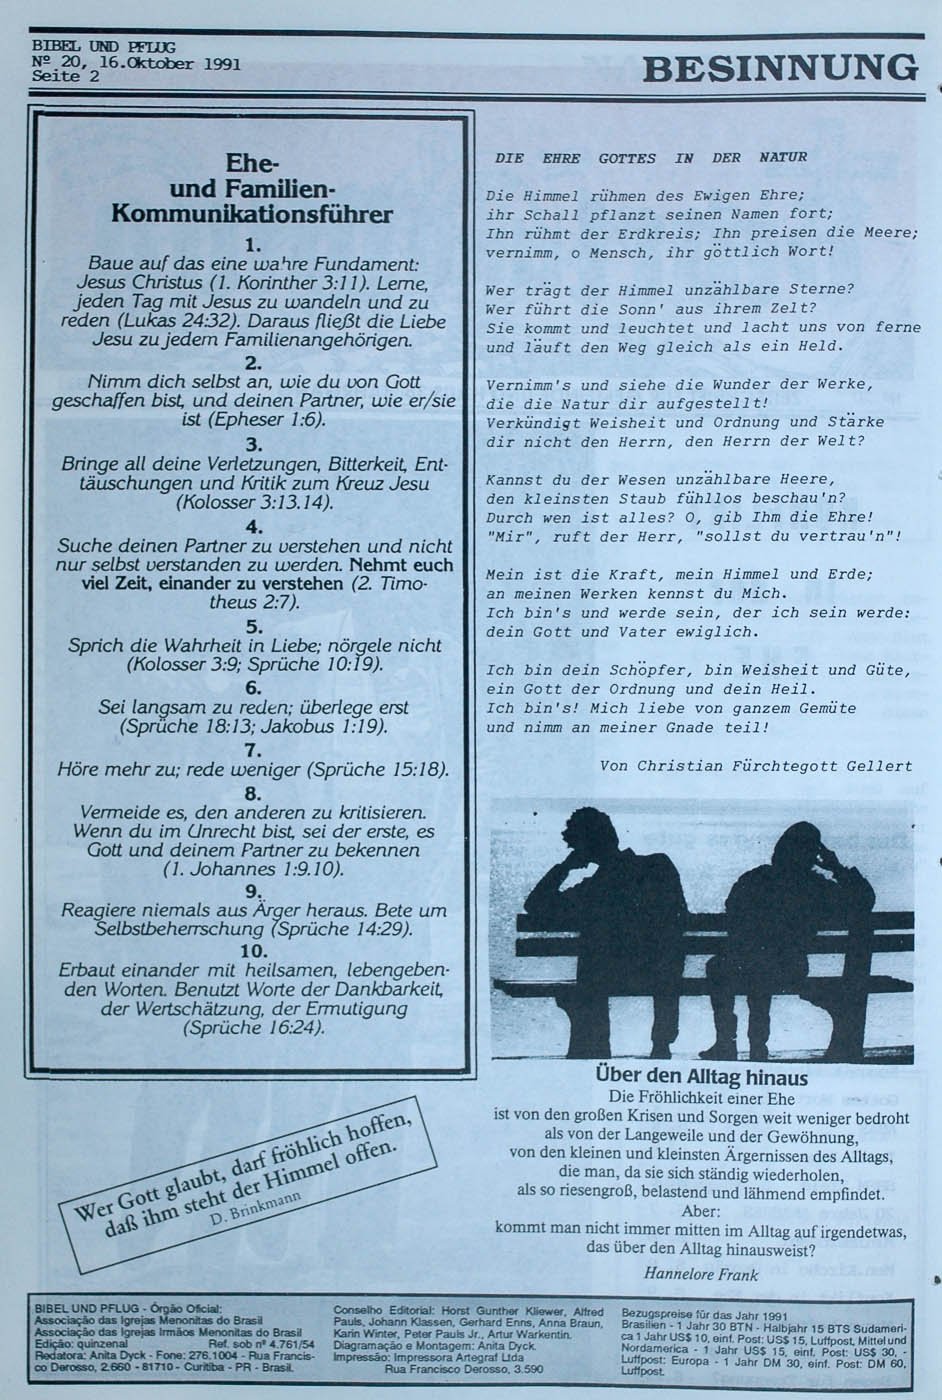 BIBEL UND PFLUG
Nº 20, 16.Oktober 1991
Seite 2
BESINNUNG
Ehe-
und Familien-
Kommunikationsführer
1.
Baue auf das eine wahre Fundament:
Jesus Christus (1. Korinther 3:11). Lerne,
jeden Tag mit Jesus zu wandeln und zu
reden (Lukas 24:32). Daraus fließt die Liebe
Jesu zu jedem Familienangehörigen.
2.
Nimm dich selbst an, wie du von Gott
geschaffen bist, und deinen Partner, wie er/sie
ist (Epheser 1:6).
3.
Bringe all deine Verletzungen, Bitterkeit, Ent-
täuschungen und Kritik zum Kreuz Jesu
(Kolosser 3:13.14).
4.
Suche deinen Partner zu verstehen und nicht
nur selbst verstanden zu werden. Nehmt euch
viel Zeit, einander zu verstehen (2. Timo-
theus 2:7).
5.
Sprich die Wahrheit in Liebe; nörgele nicht
(Kolosser 3:9; Sprüche 10:19).
6.
Sei langsam zu reden; überlege erst
(Sprüche 18:13; Jakobus 1:19).
7.
Höre mehr zu; rede weniger (Sprüche 15:18).
8.
Vermeide es, den anderen zu kritisieren.
Wenn du im Unrecht bist, sei der erste, es
Gott und deinem Partner zu bekennen
(1. Johannes 1:9.10).
9.
Reagiere niemals aus Ärger heraus. Bete um
Selbstbeherrschung (Sprüche 14:29).
10.
Erbaut einander mit heilsamen, lebengeben-
den Worten. Benutzt Worte der Dankbarkeit,
der Wertschätzung, der Ermutigung
(Sprüche 16:24).
Wer Gott glaubt, darf fröhlich hoffen,
daß ihm steht der Himmel offen.
D. Brinkmann
DIE EHRE GOTTES IN DER NATUR
Die Himmel rühmen des Ewigen Ehre;
ihr Schall pflanzt seinen Namen fort;
Ihn rühmt der Erdkreis; Ihn preisen die Meere;
vernimm, o Mensch, ihr göttlich Wort!
Wer trägt der Himmel unzählbare Sterne?
Wer führt die Sonn' aus ihrem Zelt?
Sie kommt und leuchtet und lacht uns von ferne
und läuft den Weg gleich als ein Held.
Vernimm's und siehe die Wunder der Werke,
die die Natur dir aufgestellt!
Verkündigt Weisheit und Ordnung und Stärke
dir nicht den Herrn, den Herrn der Welt?
Kannst du der Wesen unzählbare Heere,
den kleinsten Staub fühllos beschau'n?
Durch wen ist alles? O, gib Ihm die Ehre!
"Mir", ruft der Herr, "sollst du vertrau'n"!
Mein ist die Kraft, mein Himmel und Erde;
an meinen Werken kennst du Mich.
Ich bin's und werde sein, der ich sein werde:
dein Gott und Vater ewiglich.
Ich bin dein Schöpfer, bin Weisheit und Güte,
ein Gott der Ordnung und dein Heil.
Ich bin's! Mich liebe von ganzem Gemüte
und nimm an meiner Gnade teil!
Von Christian Fürchtegott Gellert
Über den Alltag hinaus
Die Fröhlichkeit einer Ehe
ist von den großen Krisen und Sorgen weit weniger bedroht
als von der Langeweile und der Gewöhnung,
von den kleinen und kleinsten Ärgernissen des Alltags,
die man, da sie sich ständig wiederholen,
als so riesengroß, belastend und lähmend empfindet.
Aber:
kommt man nicht immer mitten im Alltag auf irgendetwas,
das über den Alltag hinausweist?
Hannelore Frank
BIBEL UND PFLUG - Órgão Oficial:
Associação das Igrejas Menonitas do Brasil
Associação das Igrejas Irmãos Menonitas do Brasil
Edição: quinzenal Ref. sob nº 4.761/54
Redatora: Anita Dyck - Fone: 276.1004 - Rua Francis-
co Derosso, 2.660 - 81710 - Curitiba - PR - Brasil.
Conselho Editorial: Horst Gunther Kliewer, Alfred
Pauls, Johann Klassen, Gerhard Enns, Anna Braun,
Karin Winter, Peter Pauls Jr., Artur Warkentin.
Diagramação e Montagem: Anita Dyck.
Impressão: Impressora Artegraf Ltda
Rua Francisco Derosso, 3.590
Bezugspreise für das Jahr 1991
Brasilien - 1 Jahr 30 BTN - Halbjahr 15 BTS Sudameri-
ca 1 Jahr US$ 10, einf. Post: US$ 15, Luftpost, Mittel und
Nordamerica - 1 Jahr US$ 15, einf. Post: US$ 30, -
Luftpost: Europa - 1 Jahr DM 30, einf. Post: DM 60,
Luftpost.